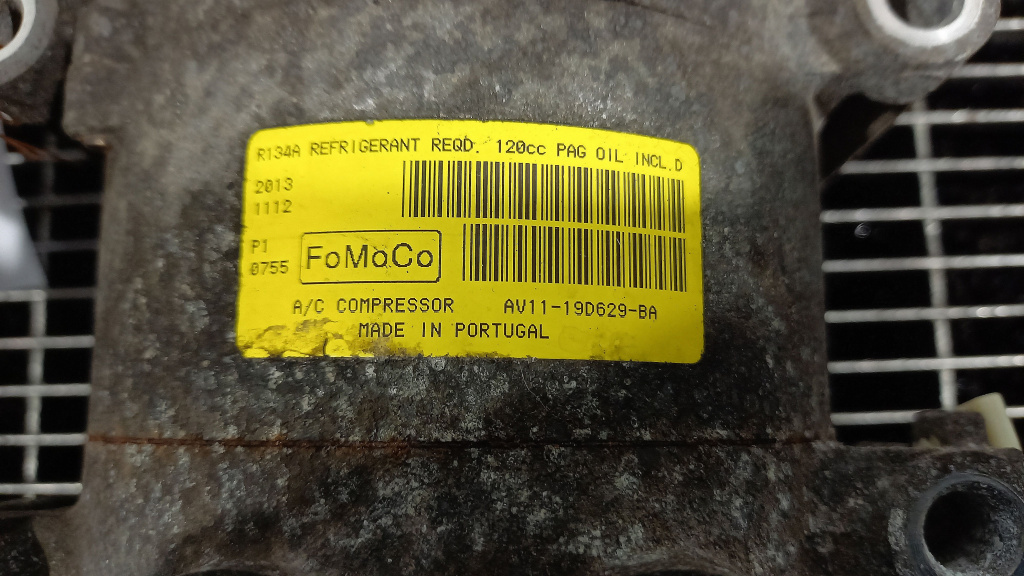 R134A REFRIGERANT REQD. 120cc PAG OIL INCL.D
2013
1112
P1
0755
FoMoCo
A/C COMPRESSOR AV11-19D629-BA
MADE IN PORTUGAL